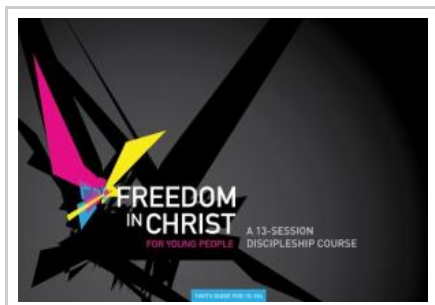 FREEDOM
IN CHRIST
FOR YOUNG PEOPLE
A 13-SESSION
DISCIPLESHIP COURSE